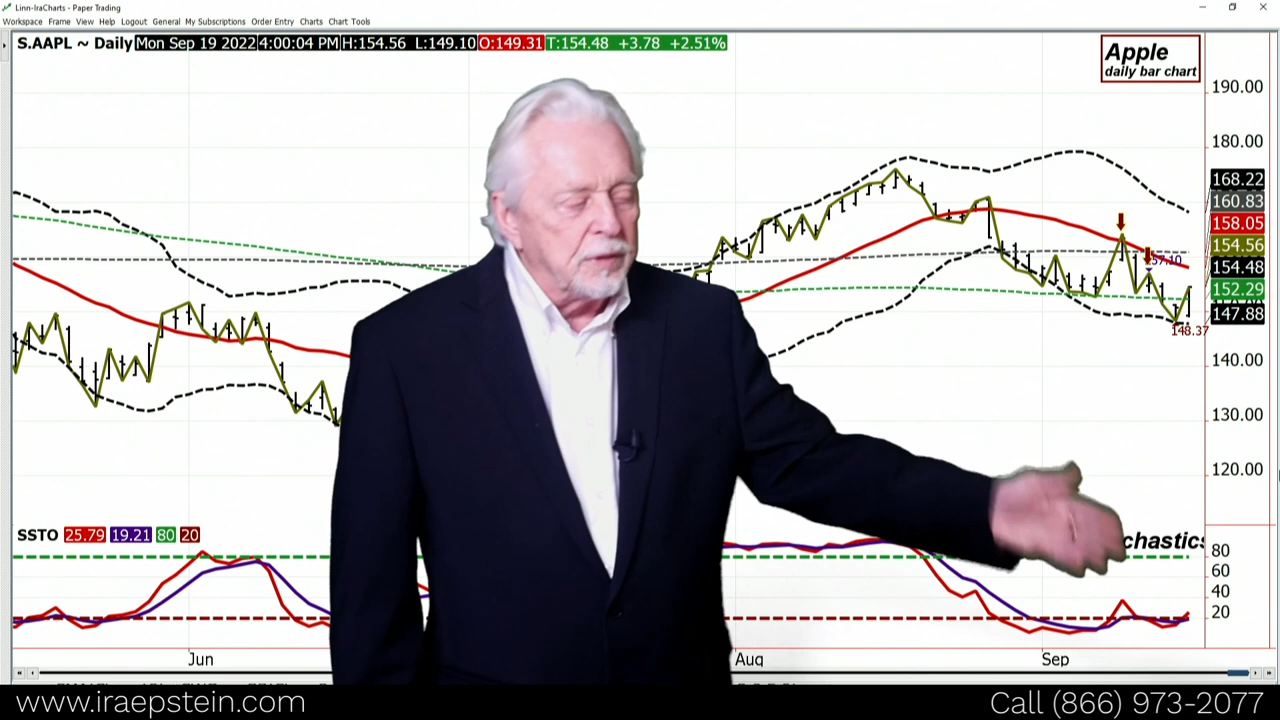 Linn-IraCharts - Paper Trading
Workspace Frame View Help Logout General My Subscriptions Order Entry Charts Chart Tools
S.AAPL ~ Daily Mon Sep 19 2022 4:00:04 PM H:154.56 L:149.10 O:149.31 T:154.48 +3.78 +2.51%
Apple
daily bar chart
190.00
180.00
168.22
160.83
158.05
154.56
154.48
152.29
147.88
148.37
140.00
130.00
120.00
SSTO 25.79 19.21 80 20
chastics
80
60
40
20
Jun Aug Sep
www.iraepstein.com Call (866) 973-2077